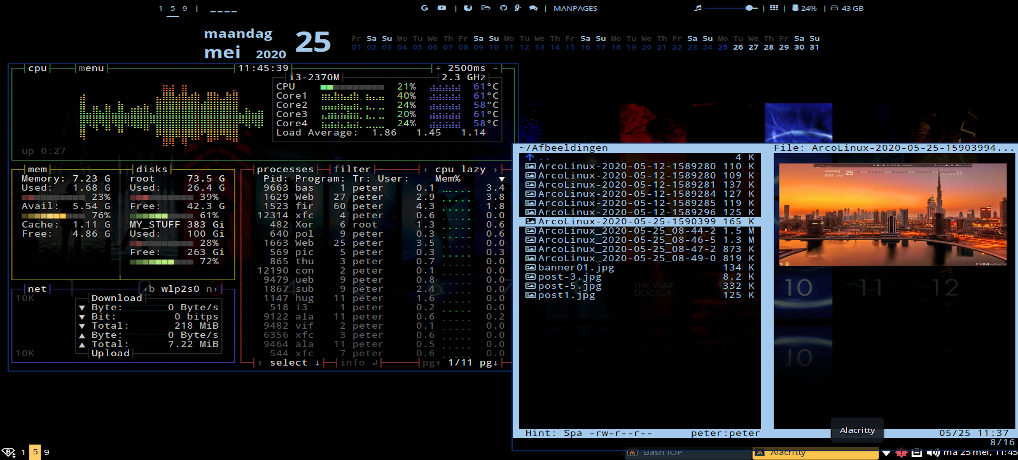 1 5 9 | ____
G | | MANPAGES
| | 24% | 43 GB
maandag 25
mei 2020
Fr Sa Su Mo Tu We Th Fr Sa Su Mo Tu We Th Fr Sa Su Mo Tu We Th Fr Sa Su Mo Tu We Th Fr Sa Su
01 02 03 04 05 06 07 08 09 10 11 12 13 14 15 16 17 18 19 20 21 22 23 24 25 26 27 28 29 30 31
cpu menu 11:45:39 + 2500ms -
i3-2370M 2.3 GHz
CPU 21% 61°C
Core1 40% 61°C
Core2 24% 58°C
Core3 20% 61°C
Core4 24% 58°C
Load Average: 1.86 1.45 1.14
up 0:27
mem
Memory: 7.23 G
Used: 1.68 G
23%
Avail: 5.54 G
76%
Cache: 1.11 G
Free: 4.86 G
disks
root 73.5 G
Used: 26.4 G
39%
Free: 42.3 G
61%
MY_STUFF 383 Gi
Used: 100 Gi
28%
Free: 263 Gi
72%
net <b wlp2s0 n>
10K
Download
▼ Byte: 0 Byte/s
▼ Bit: 0 bitps
▼ Total: 218 MiB
▲ Byte: 0 Byte/s
▲ Total: 7.22 MiB
Upload
10K
processes filter cpu lazy
Pid: Program: Tr: User: Mem% ▼
9663 bas 1 peter 0.1 3.4
1629 Web 27 peter 2.9 3.8
1523 fir 60 peter 4.3 1.8
12314 xfc 4 peter 0.6 0.0
482 Xor 6 root 1.3 0.0
640 pol 9 peter 0.3 0.0
1663 Web 25 peter 3.5 0.0
569 pic 5 peter 0.3 0.0
865 thu 3 peter 0.7 0.0
12190 con 2 peter 0.1 0.0
9479 ueb 9 peter 0.8 0.0
1867 sub 9 peter 2.4 0.0
1147 hug 11 peter 1.6 0.0
518 i3 1 peter 0.2 0.0
9122 ala 11 peter 0.6 0.2
9482 vif 2 peter 0.1 0.0
6356 xfc 3 peter 0.6 0.0
9464 ala 11 peter 0.5 0.0
544 xfc 7 peter 0.6 0.0
↑ select ↓ info ↲ pg↑ 1/11 pg↓
~/Afbeeldingen
.. 4 K
ArcoLinux-2020-05-12-1589280 110 K
ArcoLinux-2020-05-12-1589280 109 K
ArcoLinux-2020-05-12-1589281 137 K
ArcoLinux-2020-05-12-1589284 127 K
ArcoLinux-2020-05-12-1589285 119 K
ArcoLinux-2020-05-12-1589296 125 K
ArcoLinux-2020-05-25-1590399 165 K
ArcoLinux_2020-05-25_08-44-2 1.5 M
ArcoLinux_2020-05-25_08-46-5 1.3 M
ArcoLinux_2020-05-25_08-47-2 873 K
ArcoLinux_2020-05-25_08-49-0 819 K
banner01.jpg 134 K
post-3.jpg 8.2 K
post-5.jpg 332 K
post1.jpg 125 K
File: ArcoLinux-2020-05-25-15903994...
THE WAR DOCTOR
10 11 12
10
Hint: Spa -rw-r--r-- peter:peter 05/25 11:37
8/16
Alacritty
1 5 9
Bash TOP
Alacritty
ma 25 mei, 11:45